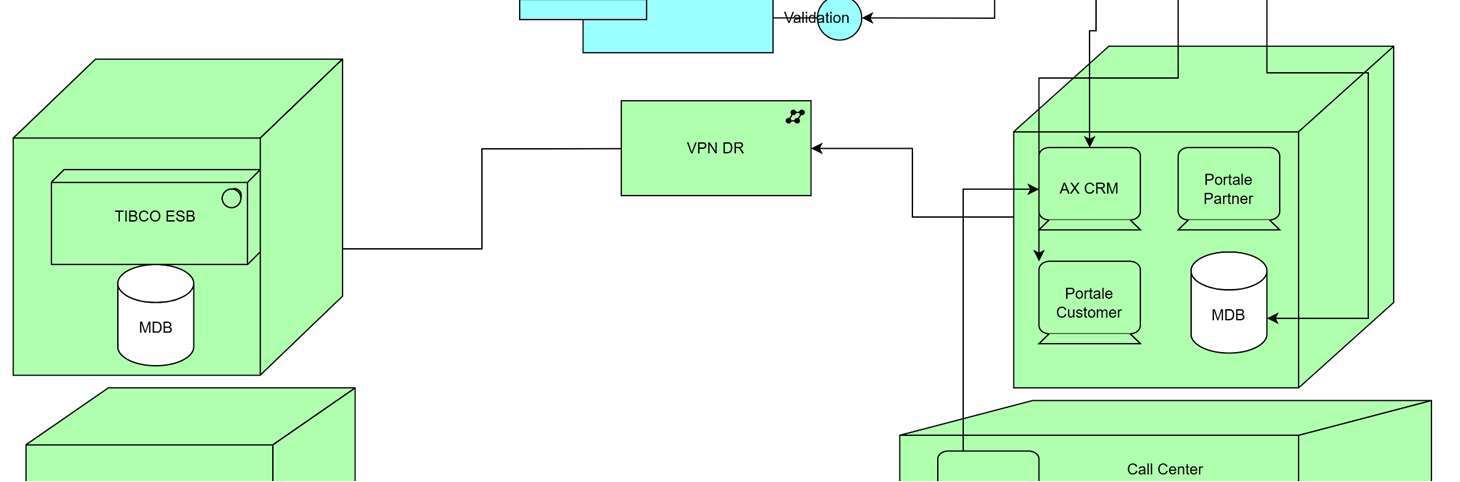 Validation
VPN DR
TIBCO ESB
MDB
AX CRM
Portale
Partner
Portale
Customer
MDB
Call Center